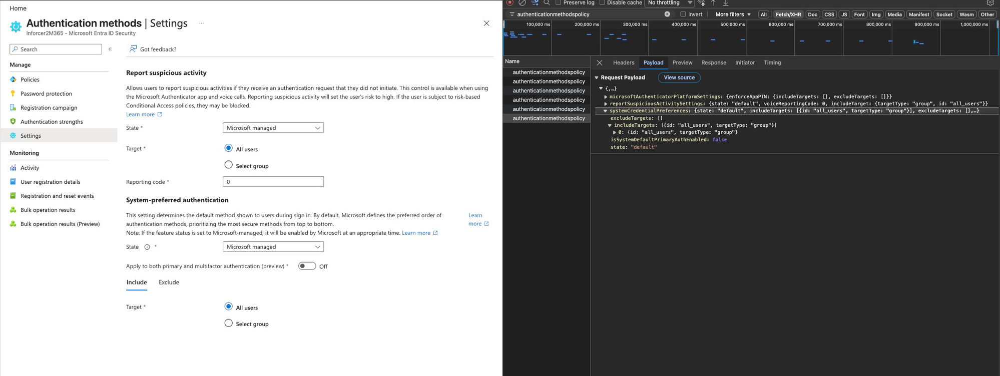 Home
Authentication methods | Settings ...
Inforcer2M365 - Microsoft Entra ID Security
Search
«
Manage
Policies
Password protection
Registration campaign
Authentication strengths
Settings
Monitoring
Activity
User registration details
Registration and reset events
Bulk operation results
Bulk operation results (Preview)
Got feedback?
Report suspicious activity
Allows users to report suspicious activities if they receive an authentication request that they did not initiate. This control is available when using
the Microsoft Authenticator app and voice calls. Reporting suspicious activity will set the user's risk to high. If the user is subject to risk-based
Conditional Access policies, they may be blocked.
Learn more
State * Microsoft managed
Target * All users
Select group
Reporting code * 0
System-preferred authentication
This setting determines the default method shown to users during sign in. By default, Microsoft defines the preferred order of
authentication methods, prioritizing the most secure methods from top to bottom.
Note: If the feature status is set to Microsoft-managed, it will be enabled by Microsoft at an appropriate time. Learn more
Learn
more
State * Microsoft managed
Apply to both primary and multifactor authentication (preview) * Off
Include Exclude
Target * All users
Select group
Preserve log Disable cache No throttling
authenticationmethodspolicy Invert More filters All Fetch/XHR Doc CSS JS Font Img Media Manifest Socket Wasm Other
100,000 ms 200,000 ms 300,000 ms 400,000 ms 500,000 ms 600,000 ms 700,000 ms 800,000 ms 900,000 ms 1,000,000 ms
Name
authenticationmethodspolicy
authenticationmethodspolicy
authenticationmethodspolicy
authenticationmethodspolicy
authenticationmethodspolicy
authenticationmethodspolicy
Headers Payload Preview Response Initiator Timing
Request Payload View source
{,…}
microsoftAuthenticatorPlatformSettings: {enforceAppPIN: {includeTargets: [], excludeTargets: []}}
reportSuspiciousActivitySettings: {state: "default", voiceReportingCode: 0, includeTarget: {targetType: "group", id: "all_users"}}
systemCredentialPreferences: {state: "default", includeTargets: [{id: "all_users", targetType: "group"}], excludeTargets: [],…}
excludeTargets: []
includeTargets: [{id: "all_users", targetType: "group"}]
0: {id: "all_users", targetType: "group"}
isSystemDefaultPrimaryAuthEnabled: false
state: "default"